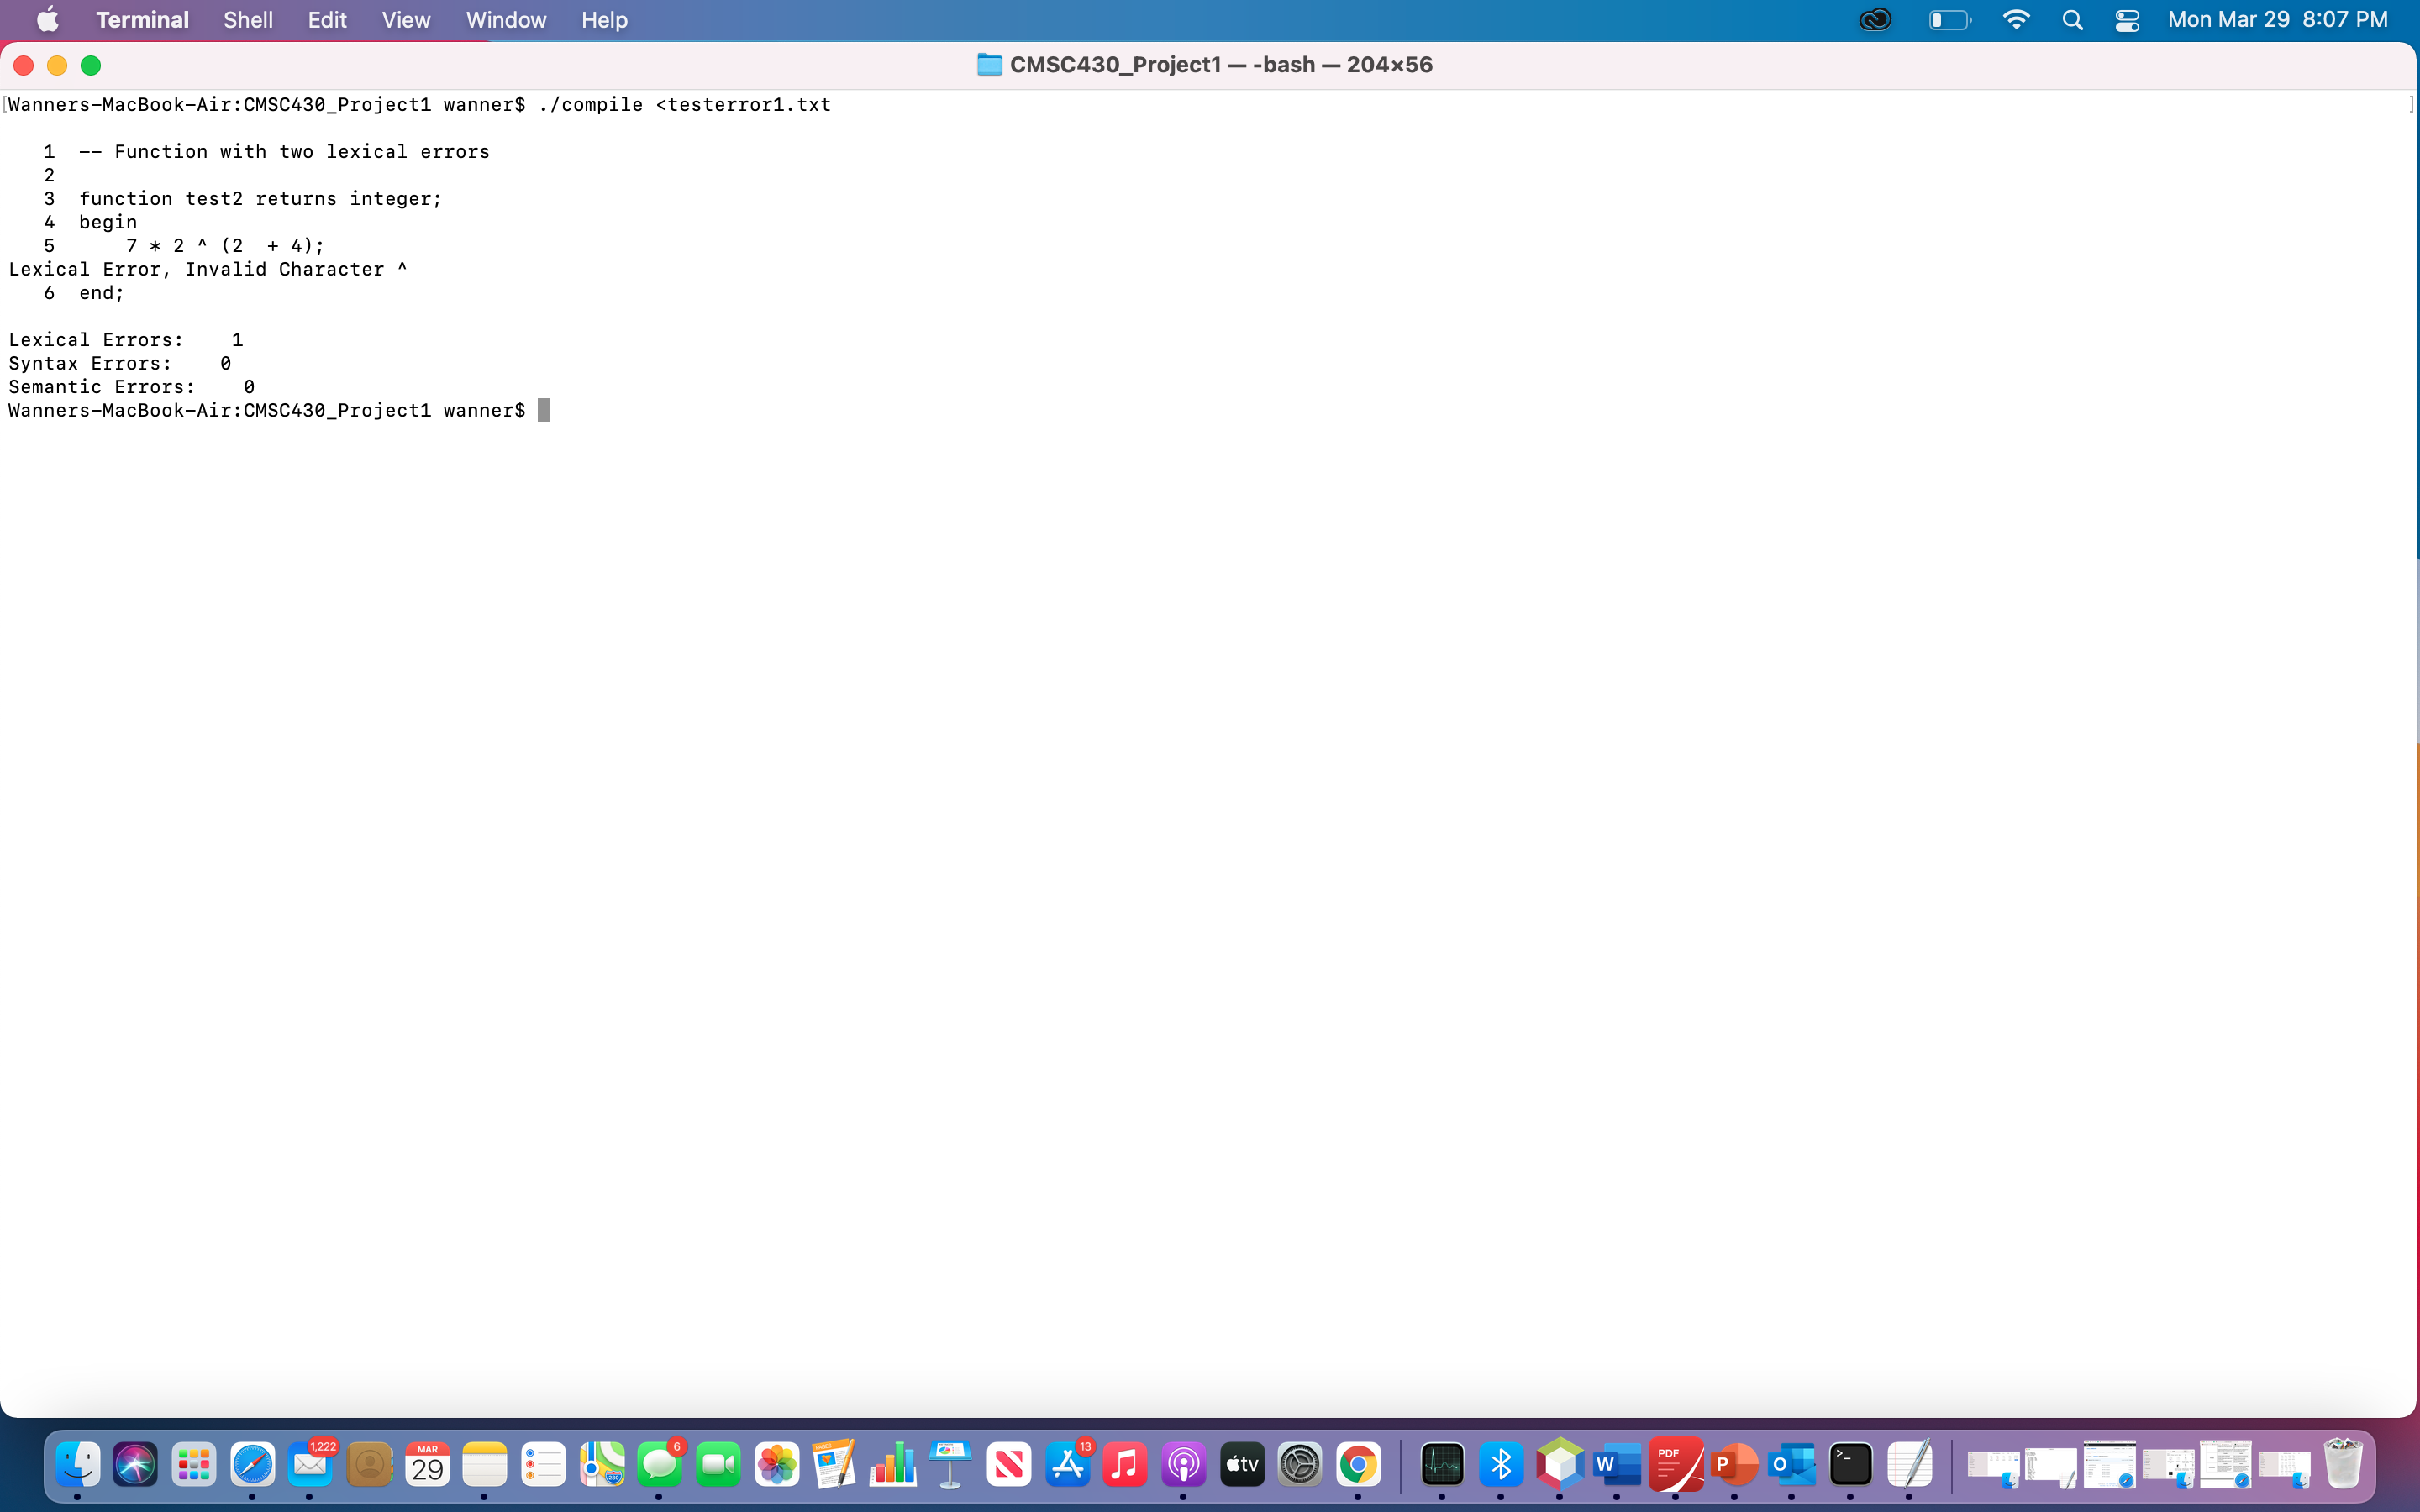 Terminal Shell Edit View Window Help Mon Mar 29 8:07 PM
CMSC430_Project1 — -bash — 204×56
[Wanners-MacBook-Air:CMSC430_Project1 wanner$ ./compile <testerror1.txt ]
1 -- Function with two lexical errors
2
3 function test2 returns integer;
4 begin
5 7 * 2 ^ (2  + 4);
Lexical Error, Invalid Character ^
6 end;
Lexical Errors: 1
Syntax Errors: 0
Semantic Errors: 0
Wanners-MacBook-Air:CMSC430_Project1 wanner$
1,222 MAR 6 PAGES 13 PDF
29 280 tv W P O >_